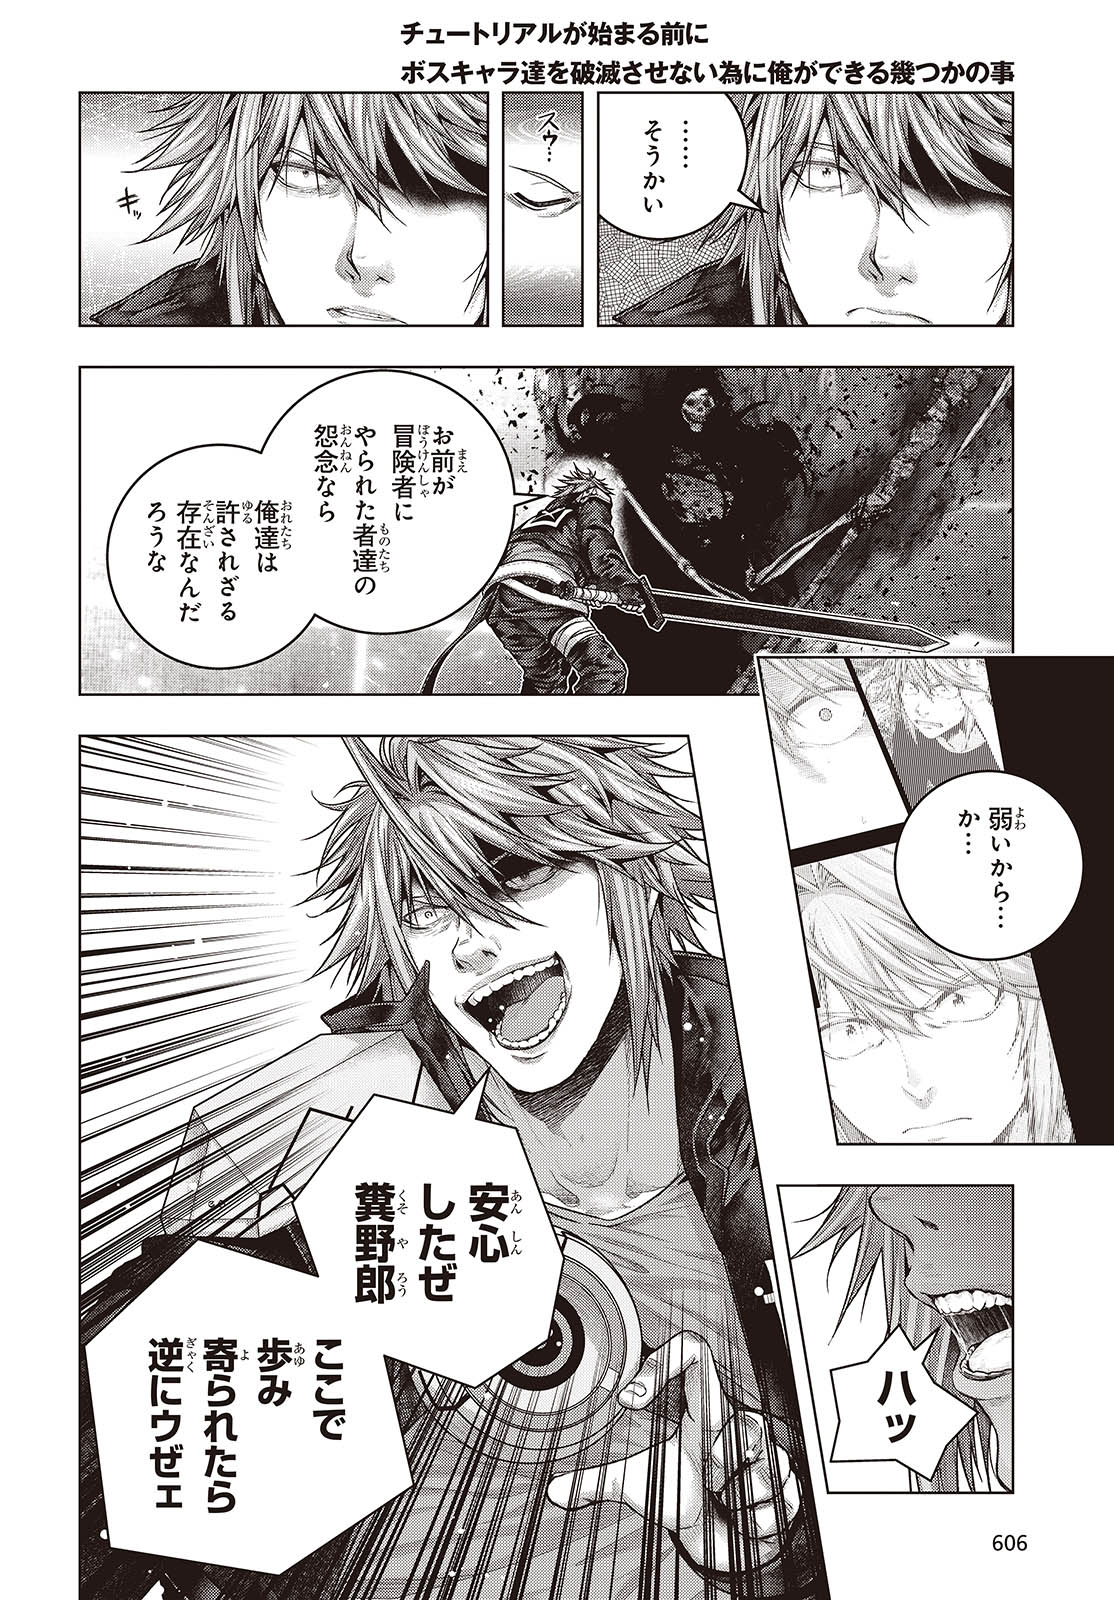 チュートリアルが始まる前に
ボスキャラ達を破滅させない為に俺ができる幾つかの事
……
そうかい
スゥ…
キッ
お前が
冒険者に
やられた者達の
怨念なら
俺達は
許されざる
存在なんだ
ろうな
弱いから…
か…
ハッ
安心
したぜ
糞野郎
ここで
歩み
寄られたら
逆にウゼェ
606